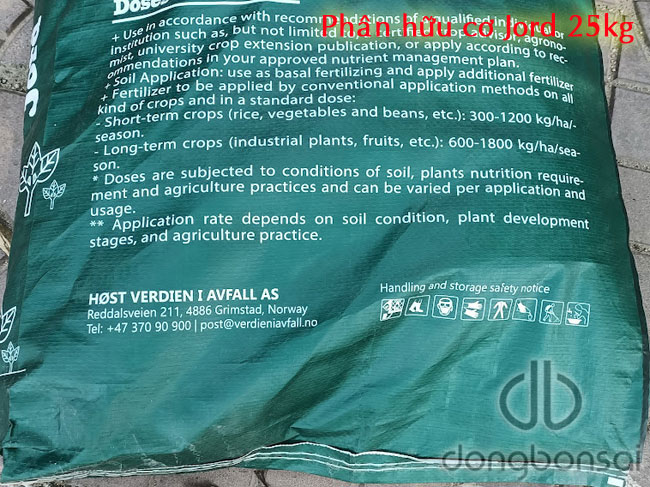 Doses
Phân hữu cơ Jord 25kg
+ Use in accordance with recommendations of a qualified
institution such as, but not limited agrono-
mist, university crop extension publication, or apply according to rec-
ommendations in your approved nutrient management plan.
+ Soil Application: use as basal fertilizing and apply additional fertilizer
+ Fertilizer to be applied by conventional application methods on all
kind of crops and in a standard dose:
- Short-term crops (rice, vegetables and beans, etc.): 300-1200 kg/ha/-
season.
- Long-term crops (industrial plants, fruits, etc.): 600-1800 kg/ha/sea-
son.
* Doses are subjected to conditions of soil, plants nutrition require-
ment and agriculture practices and can be varied per application and
usage.
** Application rate depends on soil condition, plant development
stages, and agriculture practice.
Jord
HØST VERDIEN I AVFALL AS
Reddalsveien 211, 4886 Grimstad, Norway
Tel: +47 370 90 900 | post@verdieniavfall.no
Handling and storage safety notice
db
dongbonsai